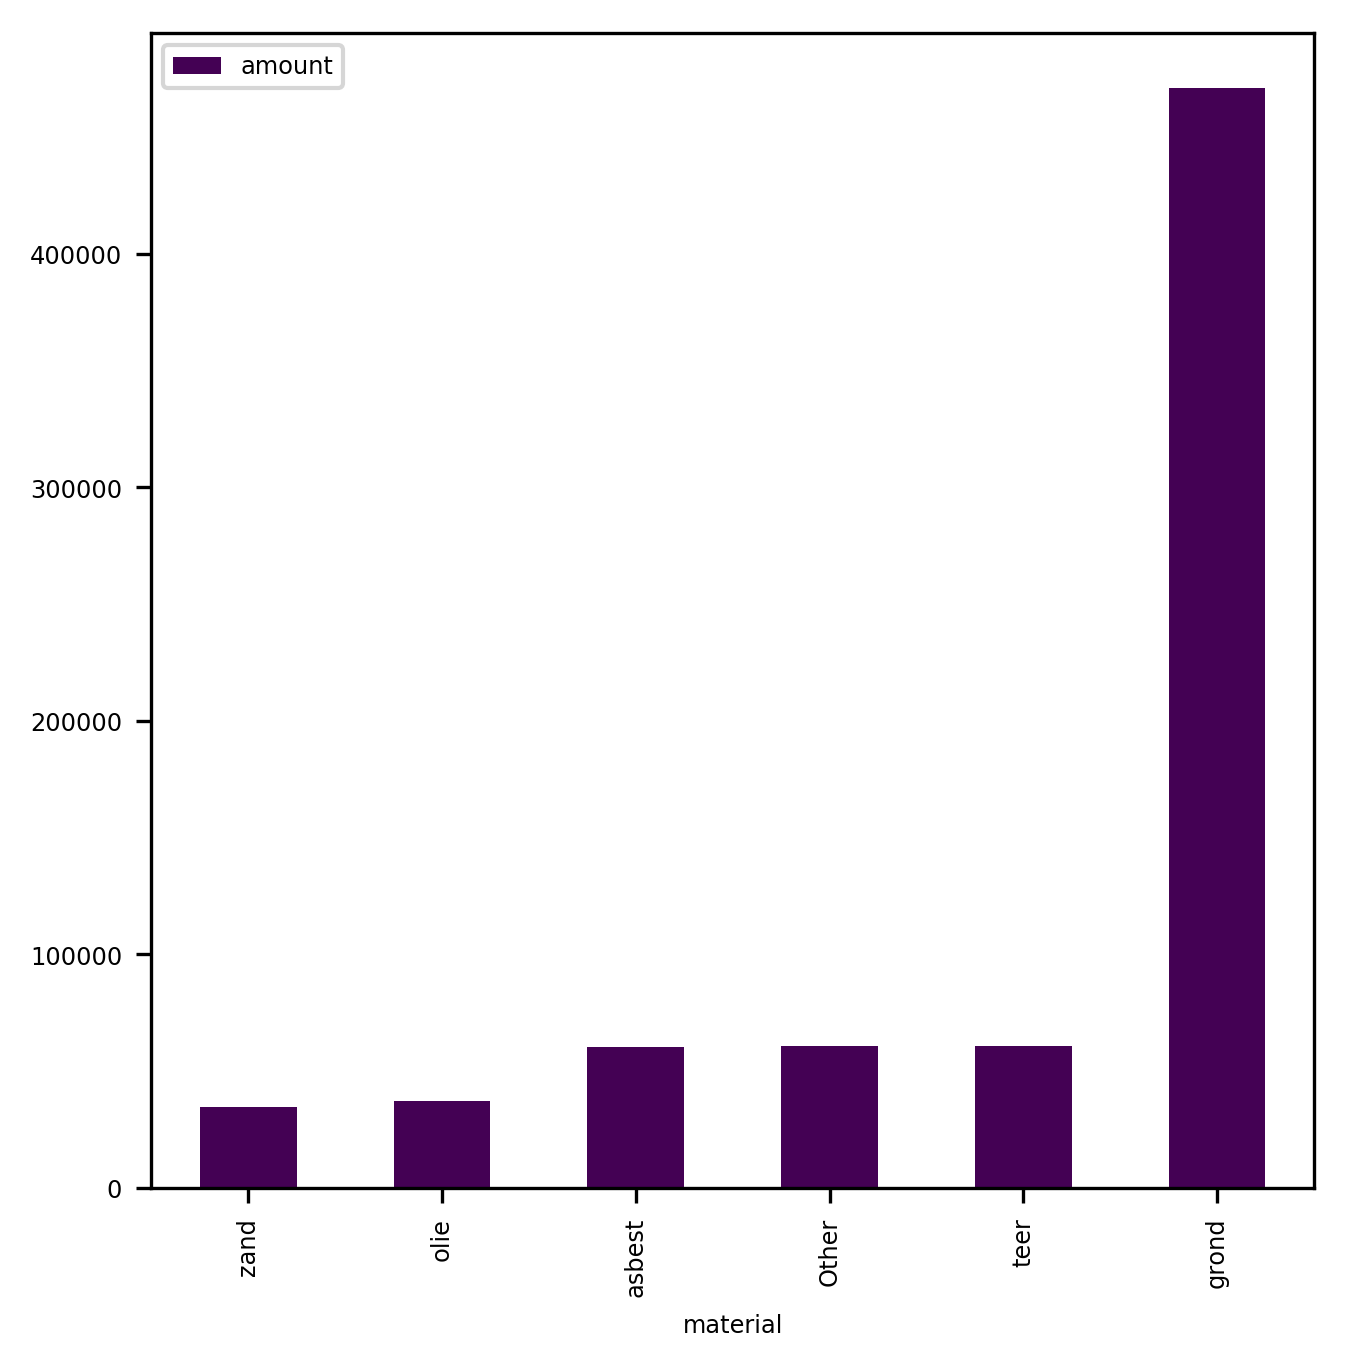 amount
400000
300000
200000
100000
0
zand
olie
asbest
Other
teer
grond
material